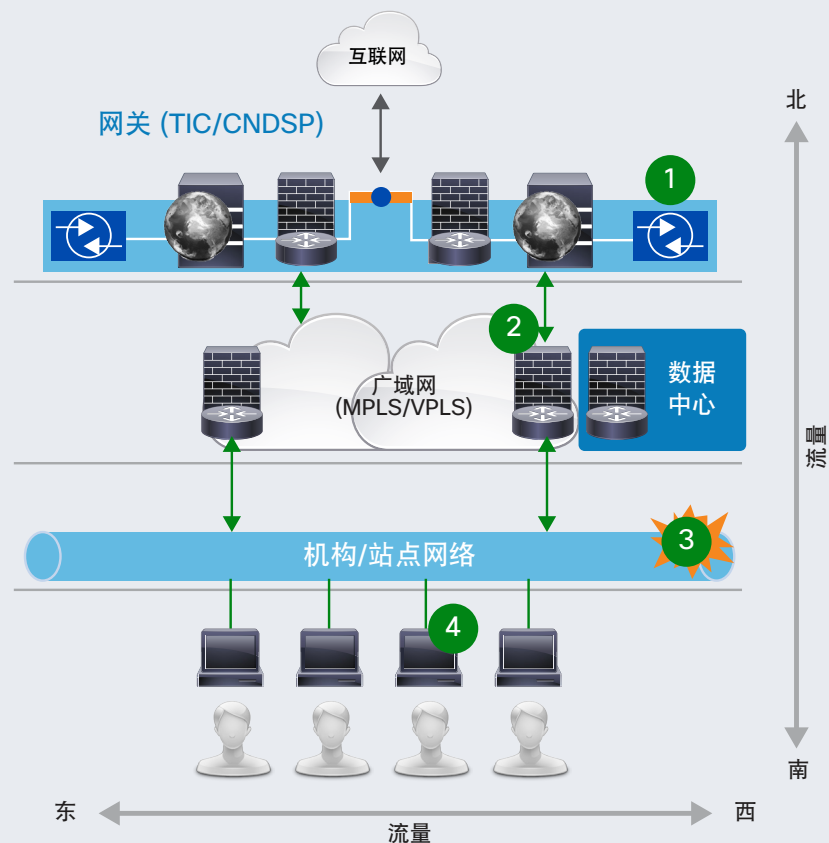 互联网
网关 (TIC/CNDSP)
北
1
2
广域网
(MPLS/VPLS)
数据
中心
流量
机构/站点网络
3
4
南
东
西
流量